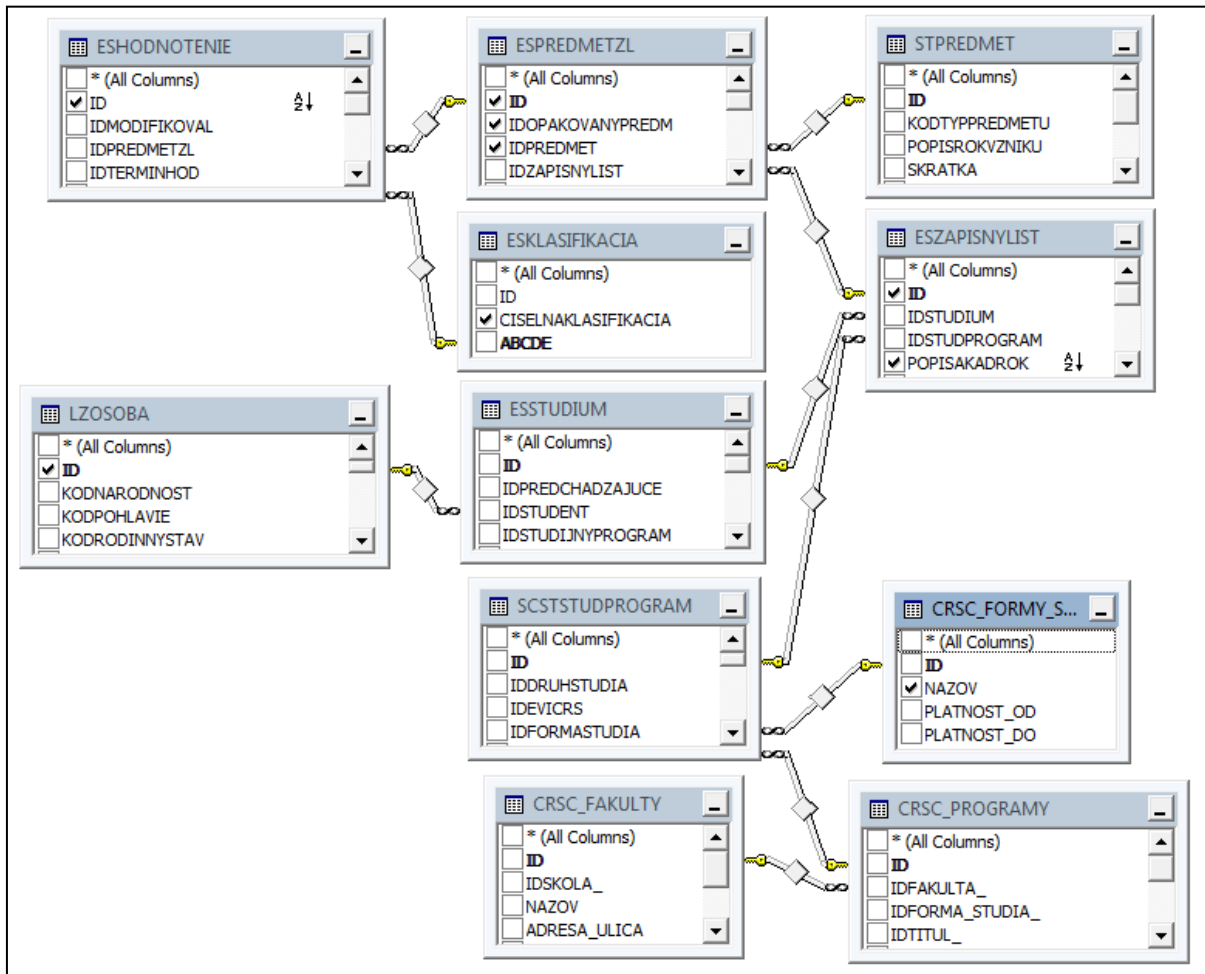 ESHODNOTENIE
* (All Columns)
ID
IDMODIFIKOVAL
IDPREDMETZL
IDTERMINHOD
ESPREDMETZL
* (All Columns)
ID
IDOPAKOVANYPREDM
IDPREDMET
IDZAPISNYLIST
STPREDMET
* (All Columns)
ID
KODTYPPREDMETU
POPISROKVZNIKU
SKRATKA
ESKLASIFIKACIA
* (All Columns)
ID
CISELNAKLASIFIKACIA
ABCDE
ESZAPISNYLIST
* (All Columns)
ID
IDSTUDIUM
IDSTUDPROGRAM
POPISAKADROK
LZOSOBA
* (All Columns)
ID
KODNARODNOST
KODPOHLAVIE
KODRODINNYSTAV
ESSTUDIUM
* (All Columns)
ID
IDPREDCHADZAJUCE
IDSTUDENT
IDSTUDIJNYPROGRAM
SCSTSTUDPROGRAM
* (All Columns)
ID
IDDRUHSTUDIA
IDEVICRS
IDFORMASTUDIA
CRSC_FORMY_S...
* (All Columns)
ID
NAZOV
PLATNOST_OD
PLATNOST_DO
CRSC_FAKULTY
* (All Columns)
ID
IDSKOLA_
NAZOV
ADRESA_ULICA
CRSC_PROGRAMY
* (All Columns)
ID
IDFAKULTA_
IDFORMA_STUDIA_
IDTITUL_